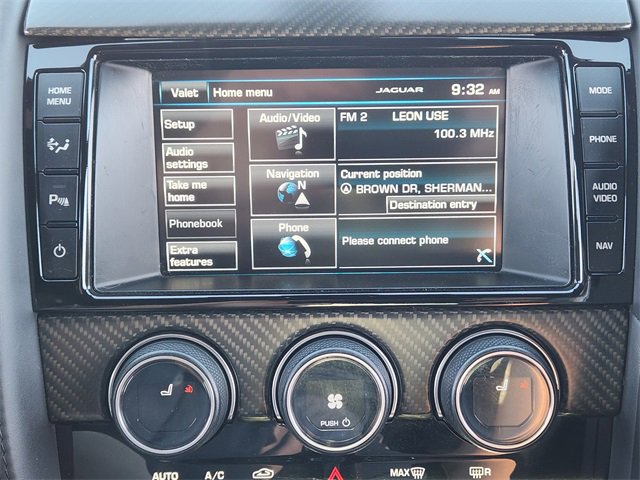 HOME
MENU
Valet Home menu JAGUAR 9:32 AM
MODE
Setup
Audio/Video
FM 2 LEON USE
100.3 MHz
PHONE
Audio
settings
Take me
home
Navigation
N
Current position
BROWN DR, SHERMAN...
Destination entry
AUDIO
VIDEO
P
Phonebook
Phone
Please connect phone
NAV
Extra
features
PUSH
AUTO A/C MAX R